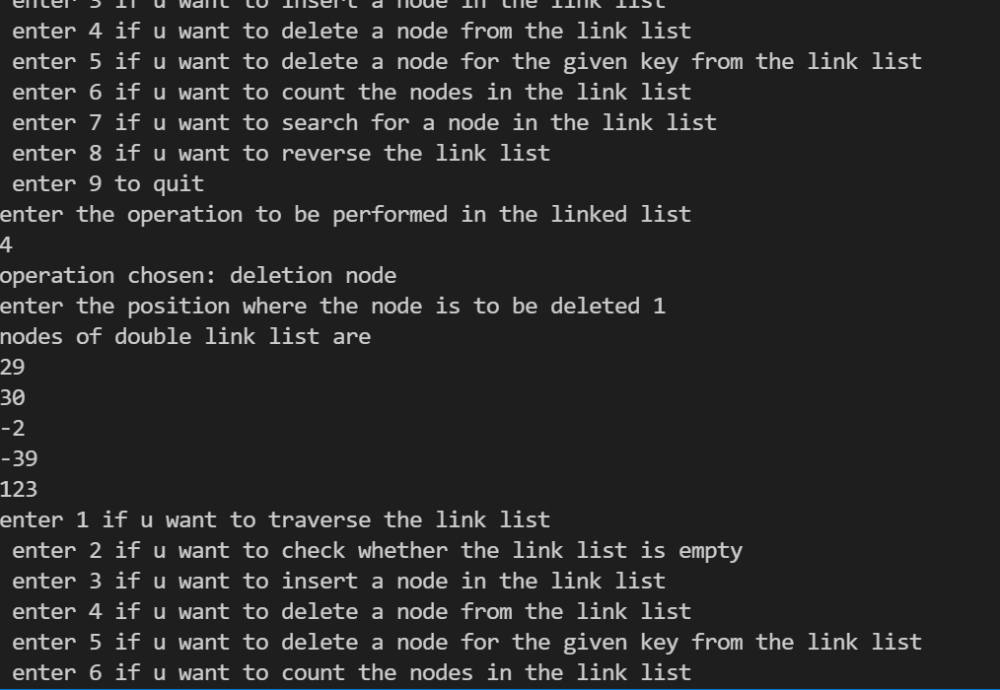 enter 3 if u want to insert a node in the link list
enter 4 if u want to delete a node from the link list
enter 5 if u want to delete a node for the given key from the link list
enter 6 if u want to count the nodes in the link list
enter 7 if u want to search for a node in the link list
enter 8 if u want to reverse the link list
enter 9 to quit
enter the operation to be performed in the linked list
4
operation chosen: deletion node
enter the position where the node is to be deleted 1
nodes of double link list are
29
30
-2
-39
123
enter 1 if u want to traverse the link list
enter 2 if u want to check whether the link list is empty
enter 3 if u want to insert a node in the link list
enter 4 if u want to delete a node from the link list
enter 5 if u want to delete a node for the given key from the link list
enter 6 if u want to count the nodes in the link list